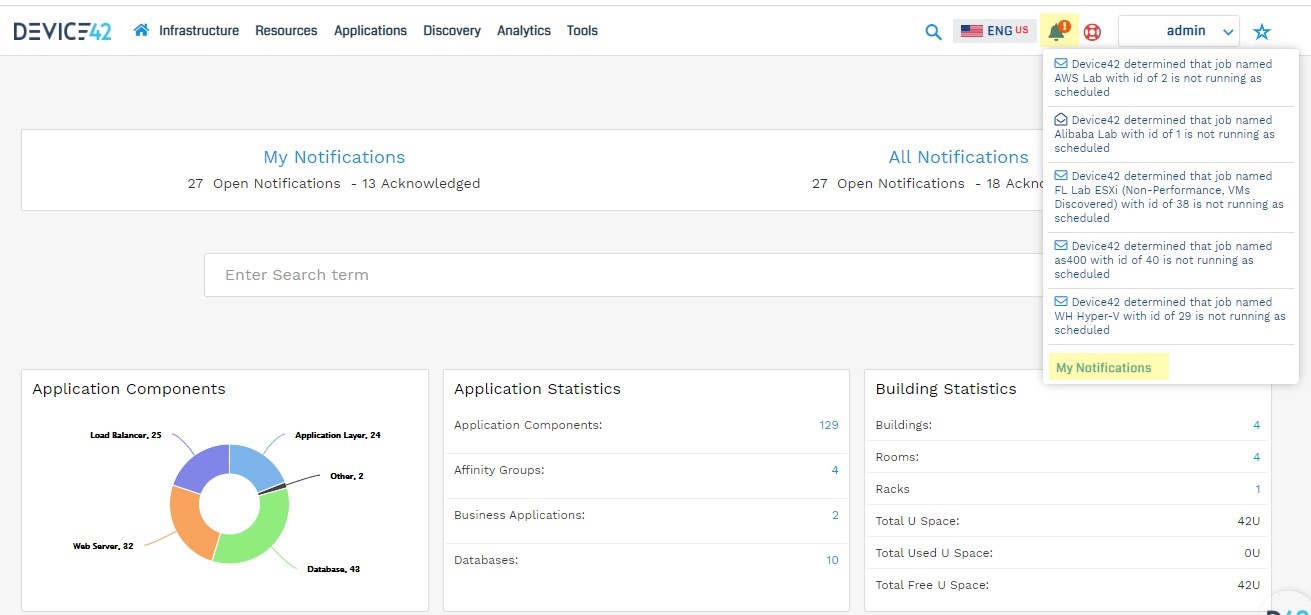 DEVICE42
Infrastructure Resources Applications Discovery Analytics Tools
ENG US
1
admin
Device42 determined that job named
AWS Lab with id of 2 is not running as
scheduled
Device42 determined that job named
Alibaba Lab with id of 1 is not running as
scheduled
Device42 determined that job named
FL Lab ESXi (Non-Performance, VMs
Discovered) with id of 38 is not running as
scheduled
Device42 determined that job named
as400 with id of 40 is not running as
scheduled
Device42 determined that job named
WH Hyper-V with id of 29 is not running as
scheduled
My Notifications
My Notifications
27 Open Notifications - 13 Acknowledged
All Notifications
27 Open Notifications - 18
Enter Search term
Application Components
Load Balancer, 25
Application Layer, 24
Other, 2
Web Server, 32
Database, 43
Application Statistics
Application Components: 129
Affinity Groups: 4
Business Applications: 2
Databases: 10
Building Statistics
Buildings: 4
Rooms: 4
Racks 1
Total U Space: 42U
Total Used U Space: 0U
Total Free U Space: 42U